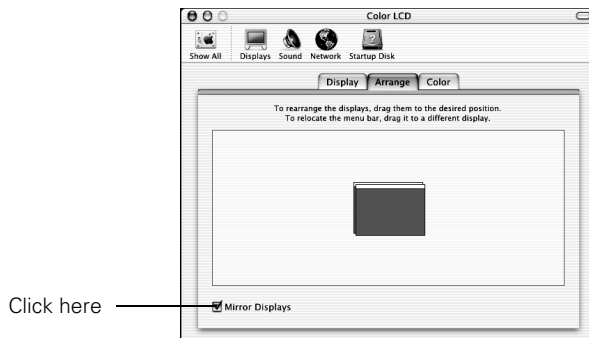 Color LCD
Show All Displays Sound Network Startup Disk
Display Arrange Color
To rearrange the displays, drag them to the desired position.
To relocate the menu bar, drag it to a different display.
Click here
Mirror Displays